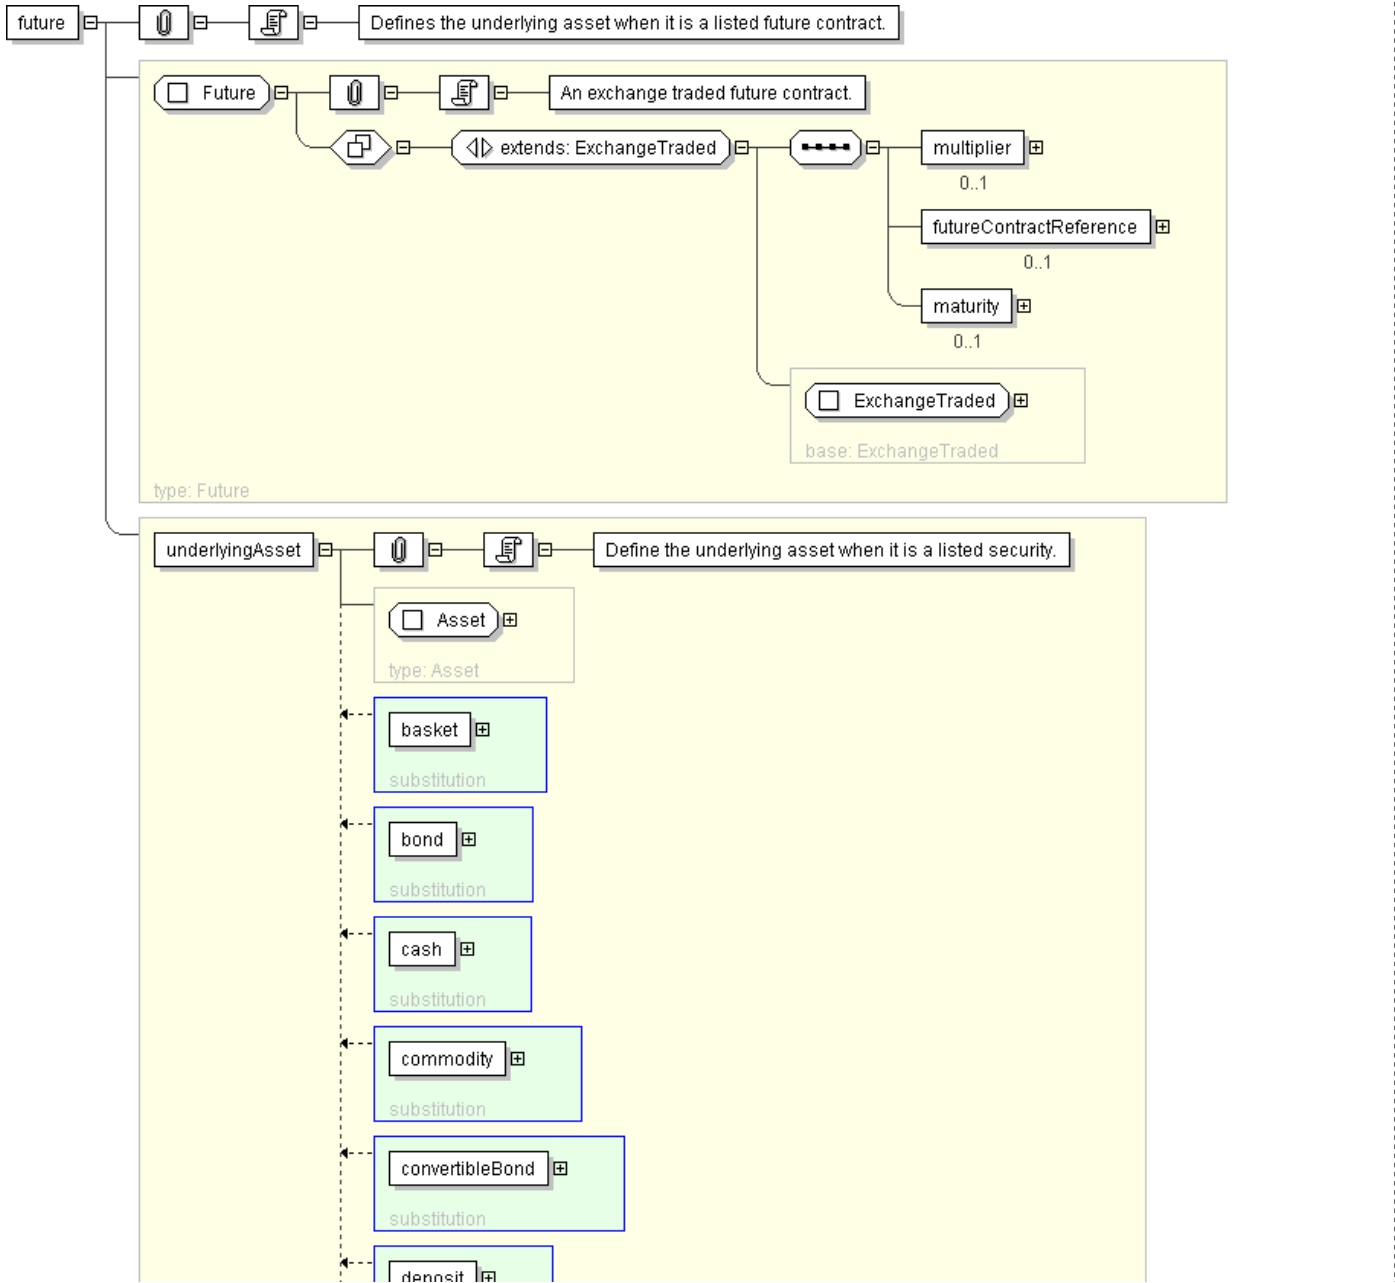 future
Defines the underlying asset when it is a listed future contract.
Future
An exchange traded future contract.
extends: ExchangeTraded
multiplier
0..1
futureContractReference
0..1
maturity
0..1
ExchangeTraded
base: ExchangeTraded
type: Future
underlyingAsset
Define the underlying asset when it is a listed security.
Asset
type: Asset
basket
substitution
bond
substitution
cash
substitution
commodity
substitution
convertibleBond
substitution
deposit